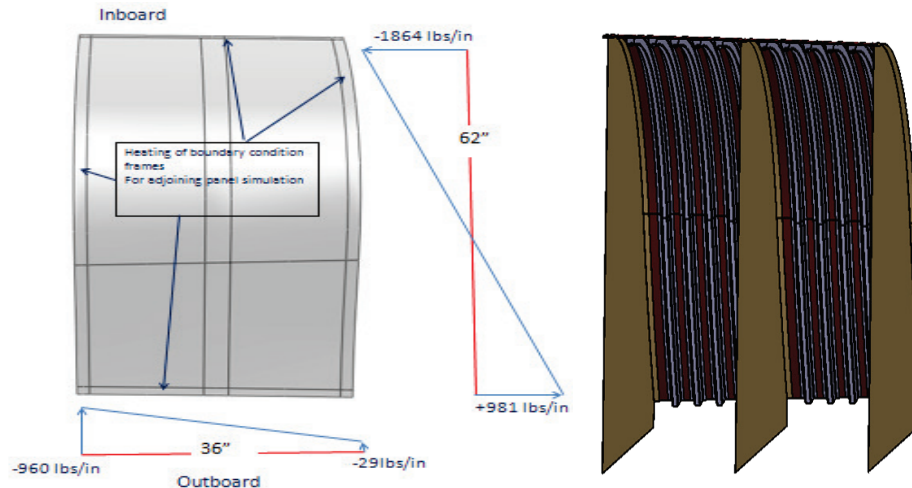 Inboard
-1864 lbs/in
62”
Heating of boundary condition
frames
For adjoining panel simulation
+981 lbs/in
36”
-960 lbs/in
-29lbs/in
Outboard